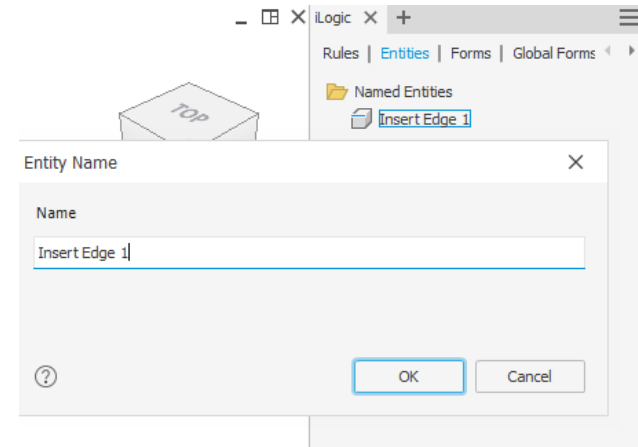 iLogic
Rules | Entities | Forms | Global Forms
Named Entities
Insert Edge 1
TOP
Entity Name
Name
Insert Edge 1
OK Cancel